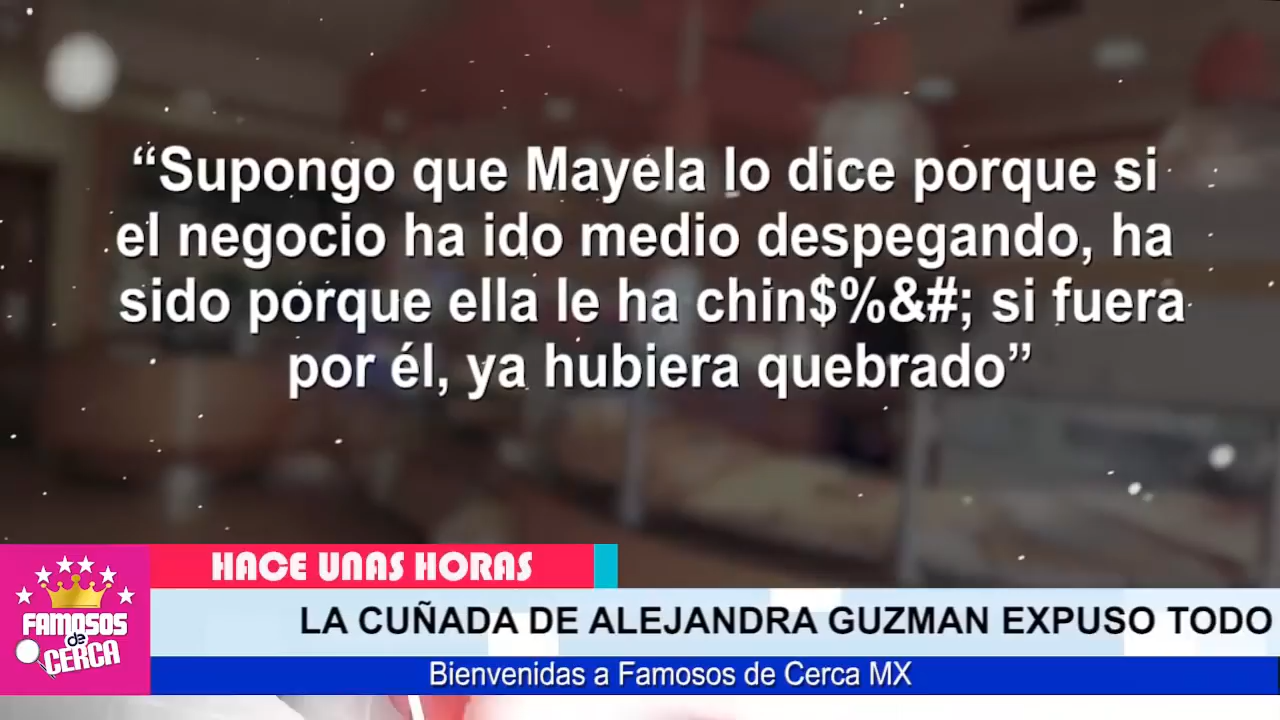 “Supongo que Mayela lo dice porque si
el negocio ha ido medio despegando, ha
sido porque ella le ha chin$%&#; si fuera
por él, ya hubiera quebrado”
HACE UNAS HORAS
FAMOSOS
de
CERCA
LA CUÑADA DE ALEJANDRA GUZMAN EXPUSO TODO
Bienvenidas a Famosos de Cerca MX